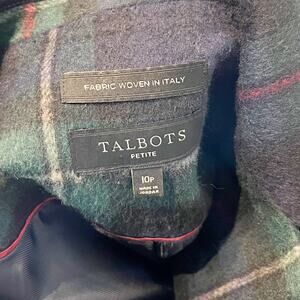 FABRIC WOVEN IN ITALY
TALBOTS
PETITE
10P
MADE IN
JORDAN